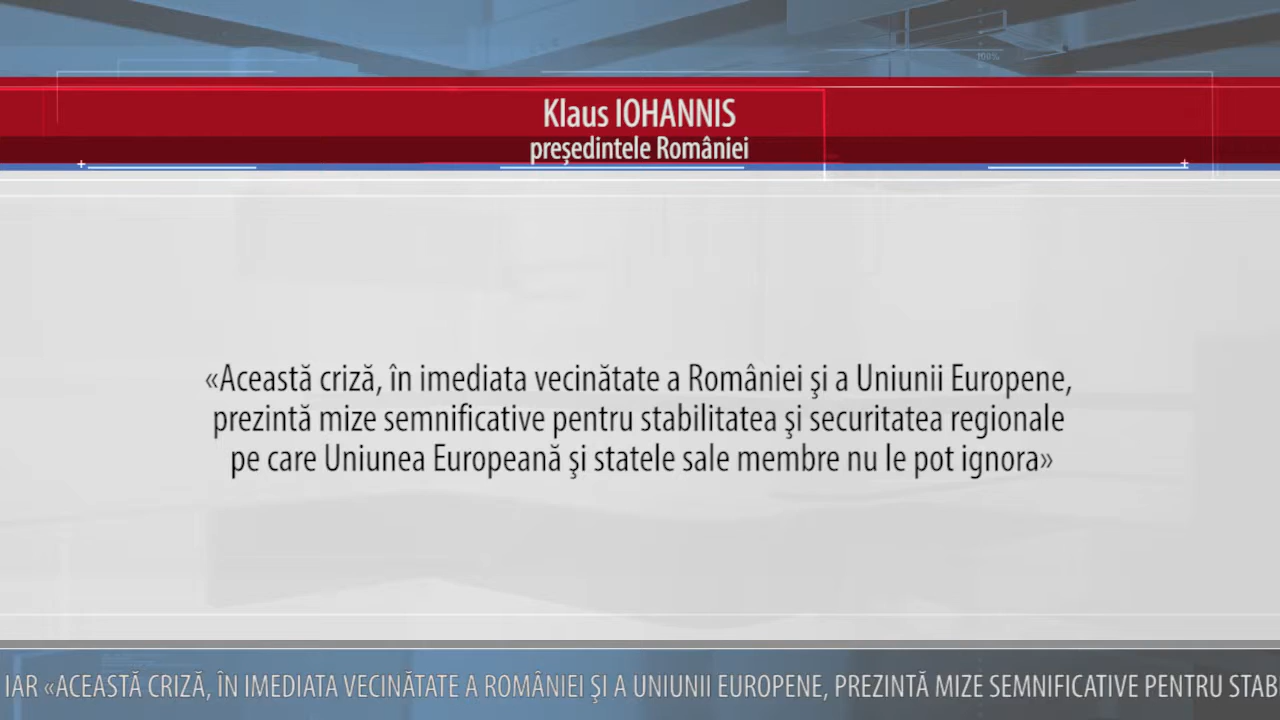 100%
Klaus IOHANNIS
preşedintele României
«Această criză, în imediata vecinătate a României şi a Uniunii Europene,
prezintă mize semnificative pentru stabilitatea şi securitatea regionale
pe care Uniunea Europeană şi statele sale membre nu le pot ignora»
IAR «ACEASTĂ CRIZĂ, ÎN IMEDIATA VECINĂTATE A ROMÂNIEI ŞI A UNIUNII EUROPENE, PREZINTĂ MIZE SEMNIFICATIVE PENTRU STAB